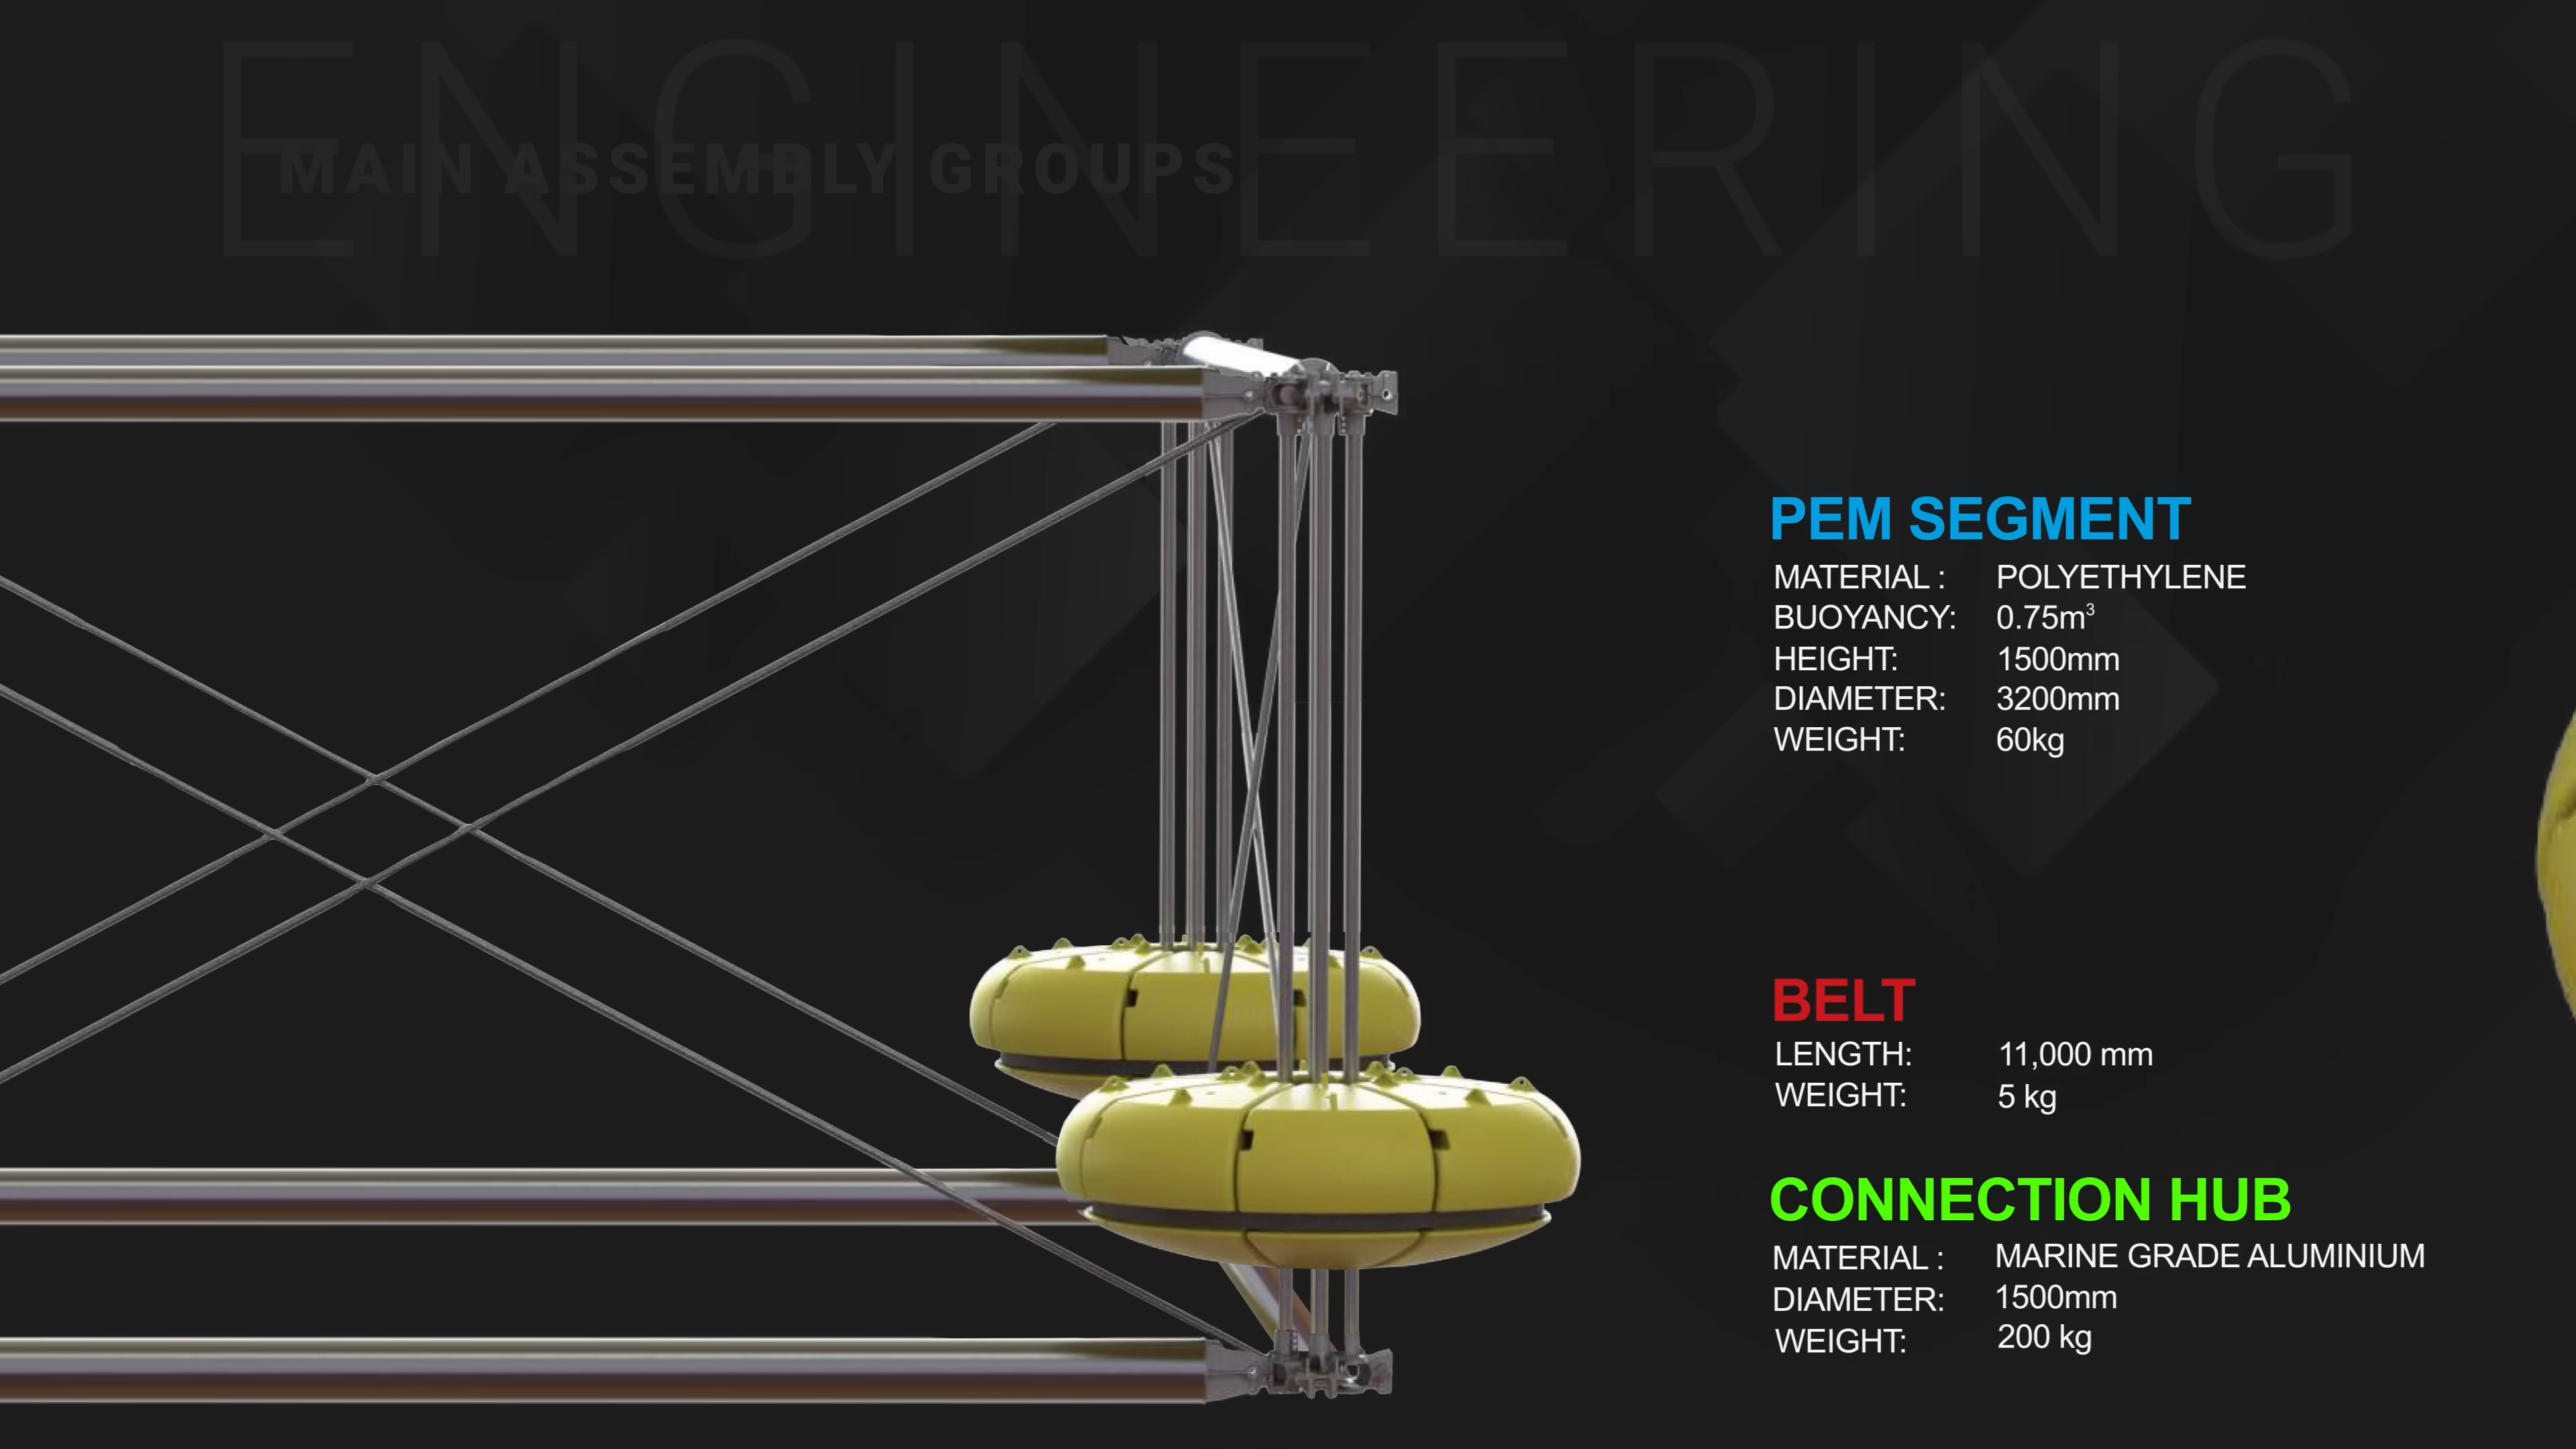 ENGINEERING
MAIN ASSEMBLY GROUPS
PEM SEGMENT
MATERIAL : POLYETHYLENE
BUOYANCY: 0.75m³
HEIGHT: 1500mm
DIAMETER: 3200mm
WEIGHT: 60kg
BELT
LENGTH: 11,000 mm
WEIGHT: 5 kg
CONNECTION HUB
MATERIAL : MARINE GRADE ALUMINIUM
DIAMETER: 1500mm
WEIGHT: 200 kg